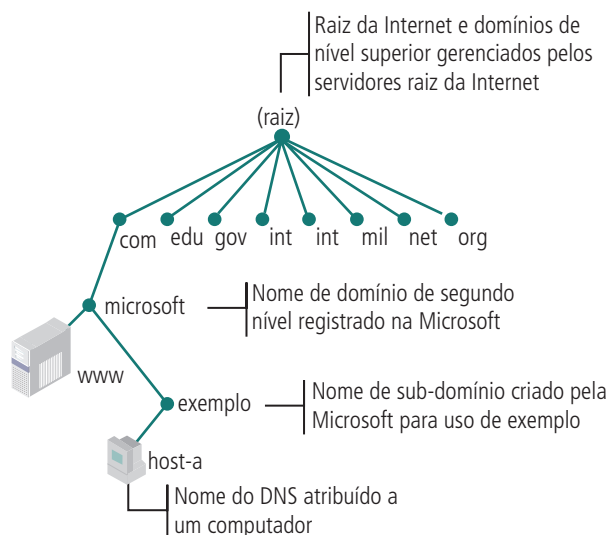 Raiz da Internet e domínios de
nível superior gerenciados pelos
servidores raiz da Internet
(raiz)
com edu gov int int mil net org
microsoft
Nome de domínio de segundo
nível registrado na Microsoft
www
exemplo
Nome de sub-domínio criado pela
Microsoft para uso de exemplo
host-a
Nome do DNS atribuído a
um computador